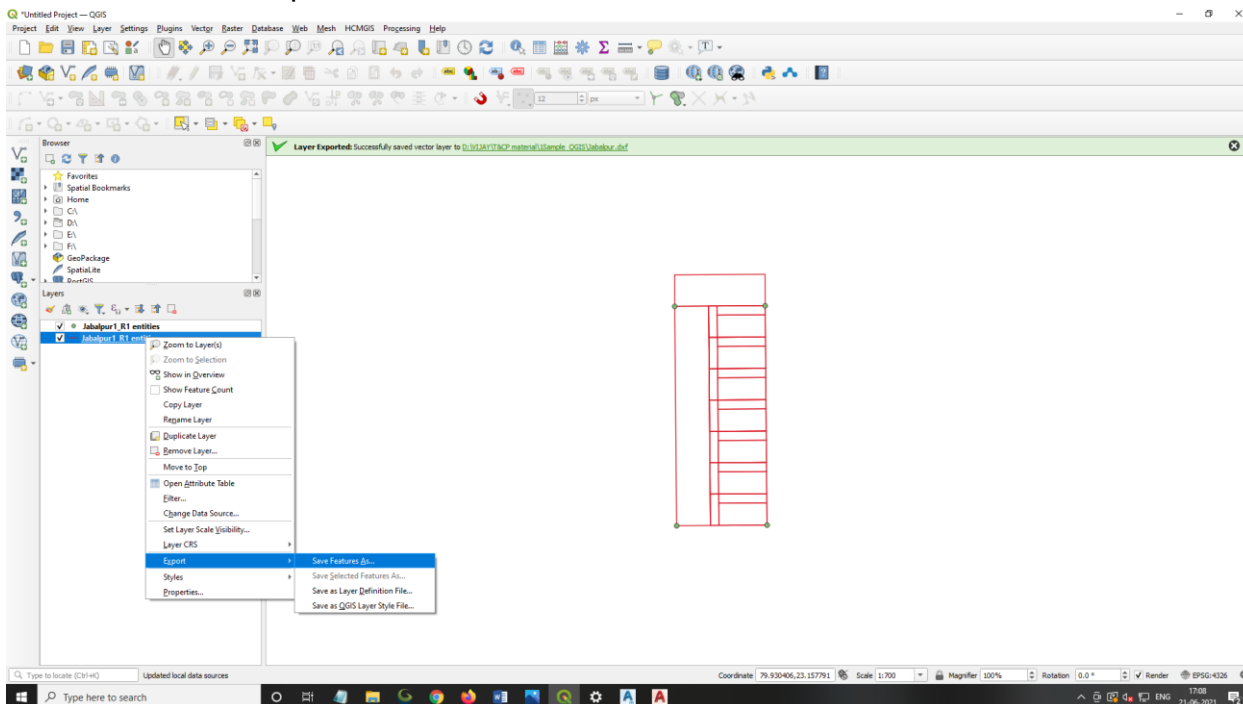 "Untitled Project — QGIS
Project Edit View Layer Settings Plugins Vector Raster Database Web Mesh HCMGIS Processing Help
12 px
Browser
Layer Exported: Successfully saved vector layer to D:\VIJAY\T&CP material\1Sample_QGIS\Jabalpur.dxf
Favorites
Spatial Bookmarks
Home
C:\
D:\
E:\
F:\
GeoPackage
SpatiaLite
PostGIS
Layers
Jabalpur1_R1 entities
Jabalpur1_R1
Zoom to Layer(s)
Zoom to Selection
Show in Overview
Show Feature Count
Copy Layer
Rename Layer
Duplicate Layer
Remove Layer...
Move to Top
Open Attribute Table
Filter...
Change Data Source...
Set Layer Scale Visibility...
Layer CRS
Export Save Features As...
Styles Save Selected Features As...
Properties... Save as Layer Definition File...
Save as QGIS Layer Style File...
Type to locate (Ctrl+K) Updated local data sources Coordinate 79.930406,23.157791 Scale 1:700 Magnifier 100% Rotation 0.0 ° Render EPSG:4326
Type here to search ENG 17:08
21-06-2021